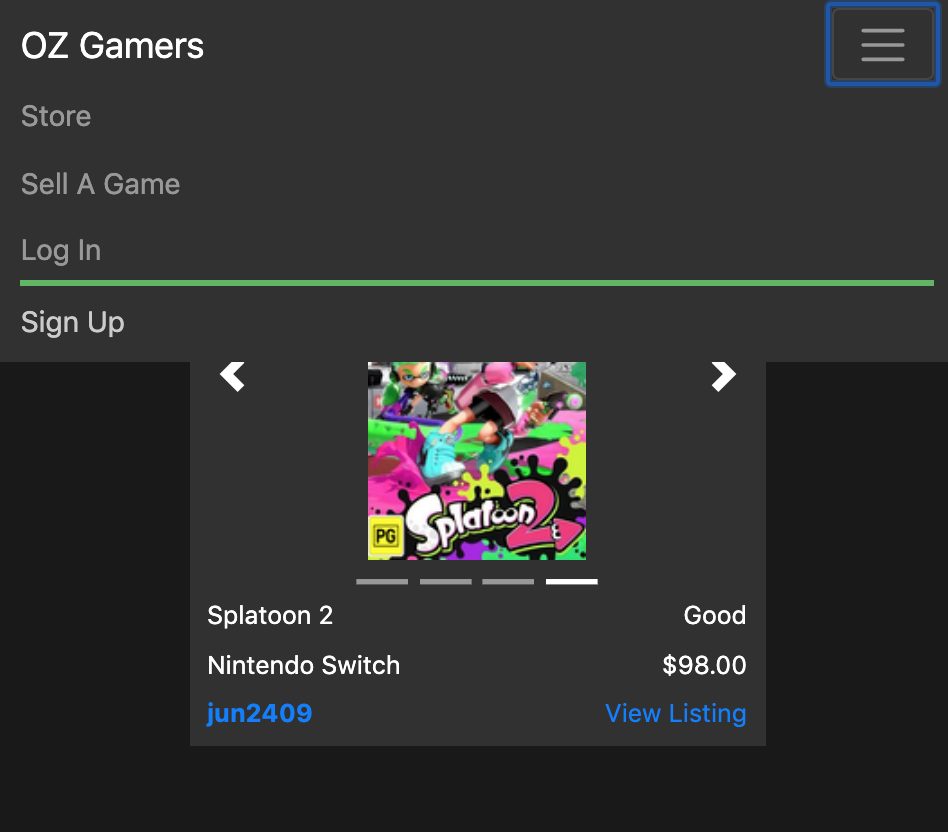 OZ Gamers
Store
Sell A Game
Log In
Sign Up
Splatoon 2
PG
Splatoon 2 Good
Nintendo Switch $98.00
jun2409 View Listing